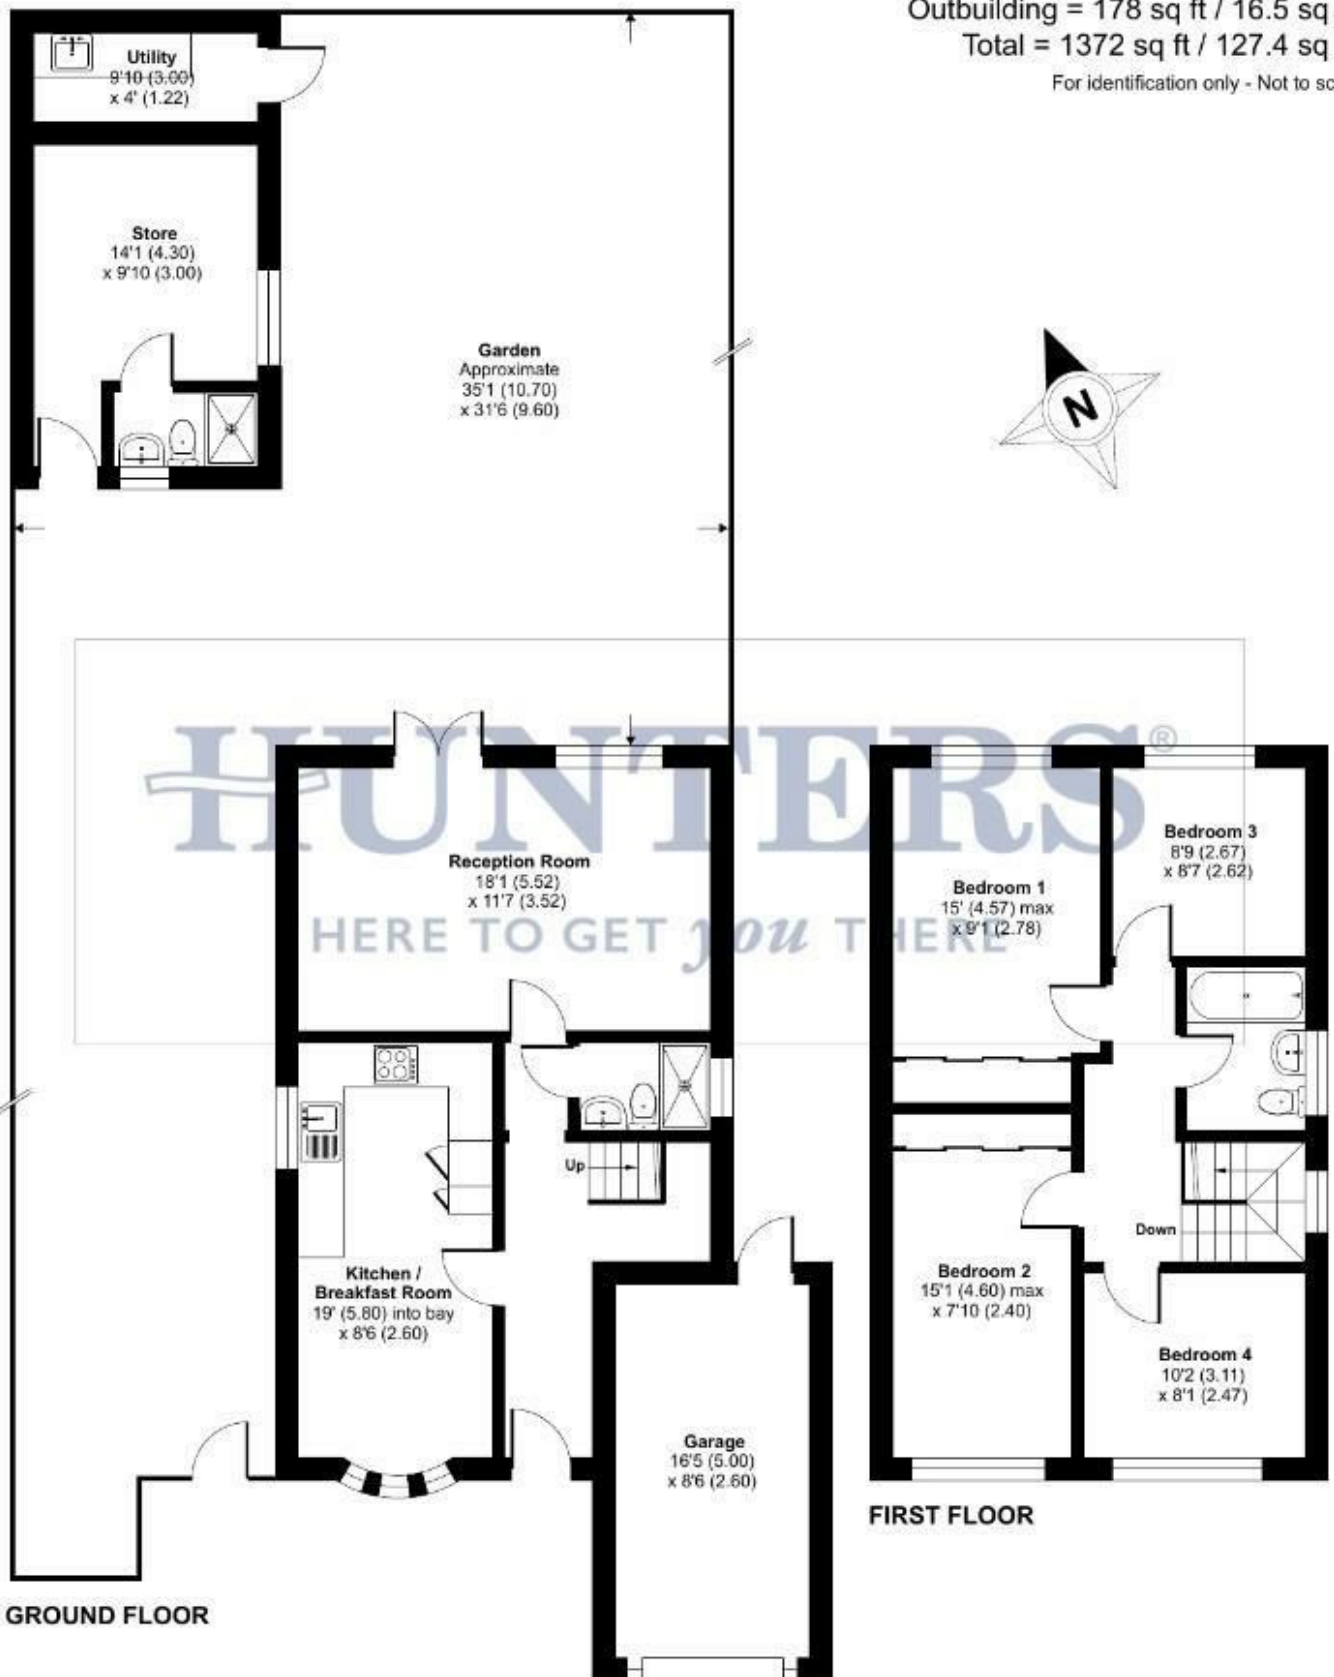 Outbuilding = 178 sq ft / 16.5 sq
Total = 1372 sq ft / 127.4 sq
For identification only - Not to sc
Utility
9'10 (3.00)
x 4' (1.22)
Store
14'1 (4.30)
x 9'10 (3.00)
Garden
Approximate
35'1 (10.70)
x 31'6 (9.60)
N
HUNTERS®
HERE TO GET you THERE
Reception Room
18'1 (5.52)
x 11'7 (3.52)
Bedroom 1
15' (4.57) max
x 9'1 (2.78)
Bedroom 3
8'9 (2.67)
x 8'7 (2.62)
Up
Down
Kitchen /
Breakfast Room
19' (5.80) into bay
x 8'6 (2.60)
Bedroom 2
15'1 (4.60) max
x 7'10 (2.40)
Bedroom 4
10'2 (3.11)
x 8'1 (2.47)
Garage
16'5 (5.00)
x 8'6 (2.60)
FIRST FLOOR
GROUND FLOOR